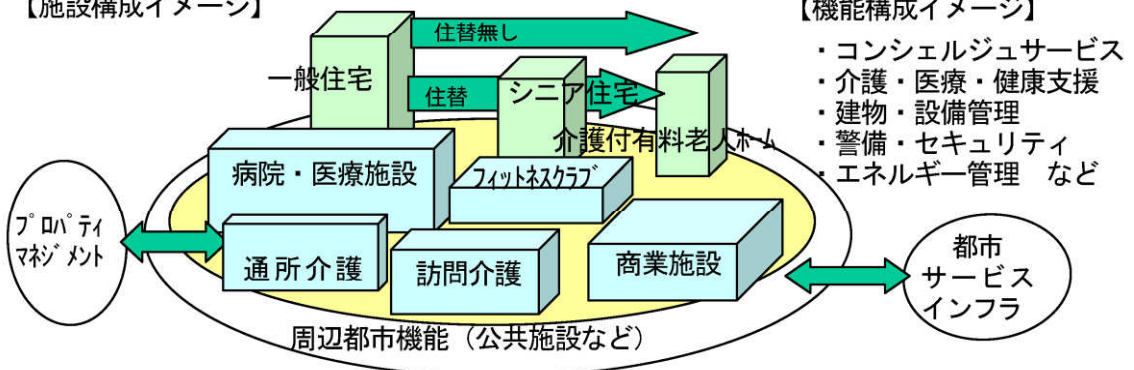 【施設構成イメージ】
【機能構成イメージ】
住替無し
一般住宅
住替
シニア住宅
介護付有料老人ﾎｰﾑ
・コンシェルジュサービス
・介護・医療・健康支援
・建物・設備管理
・警備・セキュリティ
・エネルギー管理　など
病院・医療施設
ﾌｨｯﾄﾈｽｸﾗﾌﾞ
ﾌﾟﾛﾊﾟﾃｨ
ﾏﾈｼﾞﾒﾝﾄ
通所介護
訪問介護
商業施設
都市
サービス
インフラ
周辺都市機能（公共施設など）